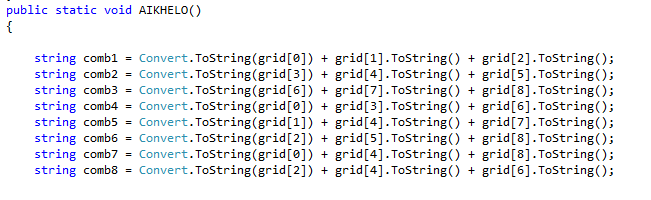 public static void AIKHELO()
{
string comb1 = Convert.ToString(grid[0]) + grid[1].ToString() + grid[2].ToString();
string comb2 = Convert.ToString(grid[3]) + grid[4].ToString() + grid[5].ToString();
string comb3 = Convert.ToString(grid[6]) + grid[7].ToString() + grid[8].ToString();
string comb4 = Convert.ToString(grid[0]) + grid[3].ToString() + grid[6].ToString();
string comb5 = Convert.ToString(grid[1]) + grid[4].ToString() + grid[7].ToString();
string comb6 = Convert.ToString(grid[2]) + grid[5].ToString() + grid[8].ToString();
string comb7 = Convert.ToString(grid[0]) + grid[4].ToString() + grid[8].ToString();
string comb8 = Convert.ToString(grid[2]) + grid[4].ToString() + grid[6].ToString();